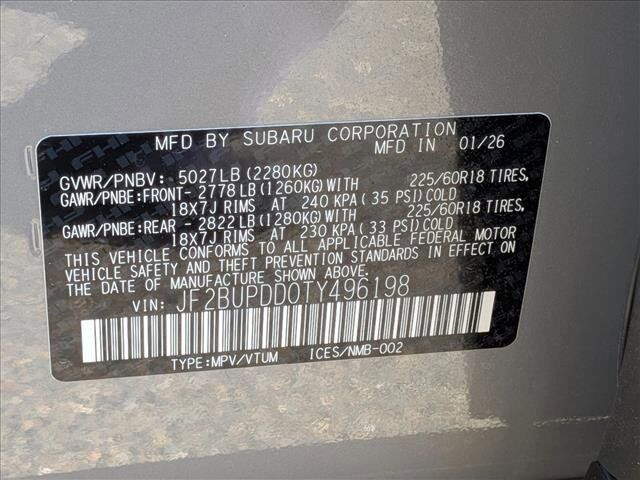 MFD BY SUBARU CORPORATION MFD IN 01/26
GVWR/PNBV: 5027LB(2280KG)
GAWR/PNBE:FRONT- 2778LB(1260KG)WITH 225/60R18 TIRES,
18X7J RIMS AT 240 KPA(35 PSI)COLD
GAWR/PNBE:REAR - 2822LB(1280KG)WITH 225/60R18 TIRES,
18X7J RIMS AT 230 KPA(33 PSI)COLD
THIS VEHICLE CONFORMS TO ALL APPLICABLE FEDERAL MOTOR
VEHICLE SAFETY AND THEFT PREVENTION STANDARDS IN EFFECT ON
THE DATE OF MANUFACTURE SHOWN ABOVE.
VIN: JF2BUPDD0TY496198
TYPE:MPV/VTUM ICES/NMB-002